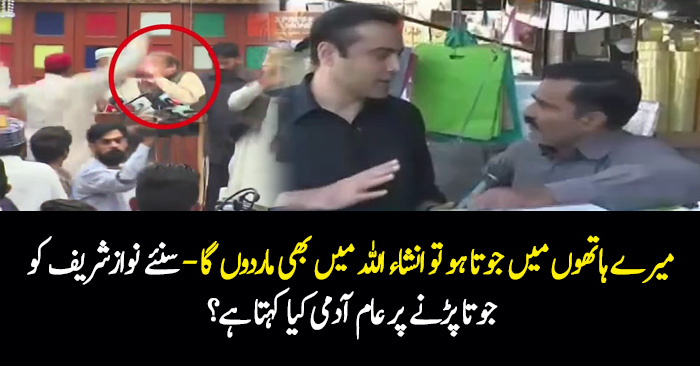 میرے ہاتھوں میں جوتا ہو تو انشاء اللہ میں بھی ماردوں گا - سنئے نوازشریف کو
جوتا پڑنے پر عام آدمی کیا کہتا ہے؟